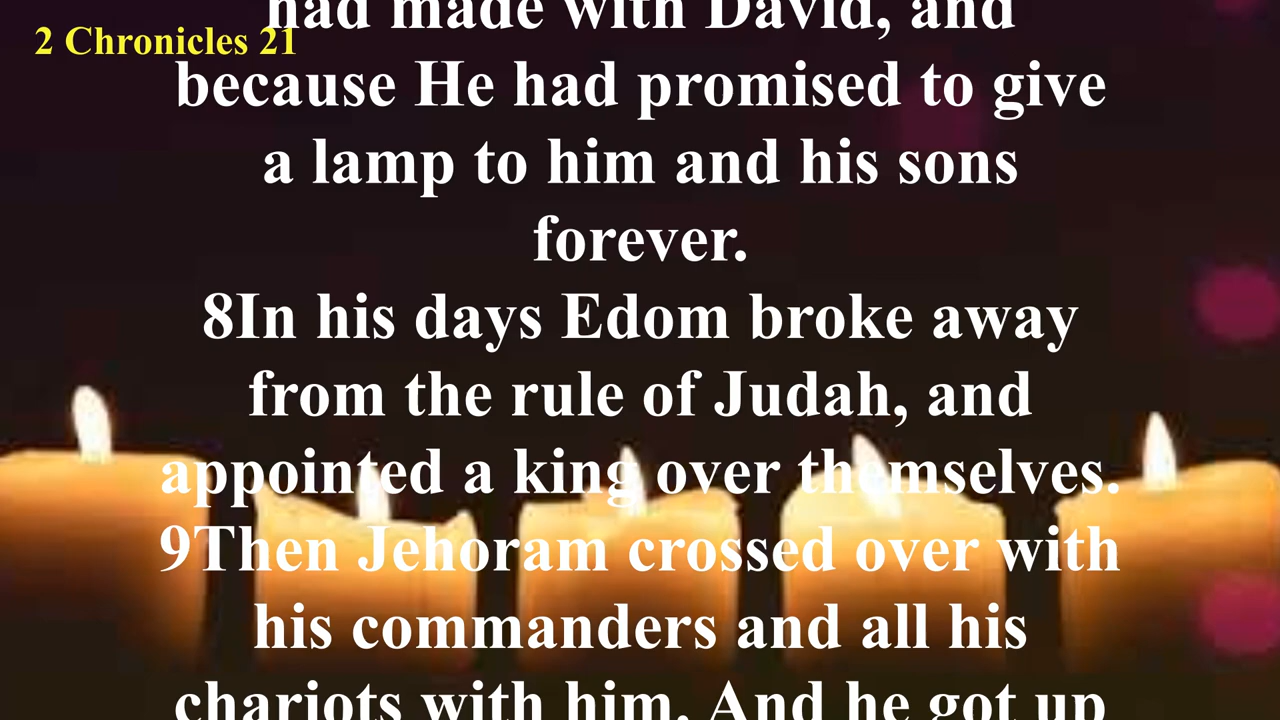 had made with David, and
2 Chronicles 21
because He had promised to give
a lamp to him and his sons
forever.
8In his days Edom broke away
from the rule of Judah, and
appointed a king over themselves.
9Then Jehoram crossed over with
his commanders and all his
chariots with him. And he got up